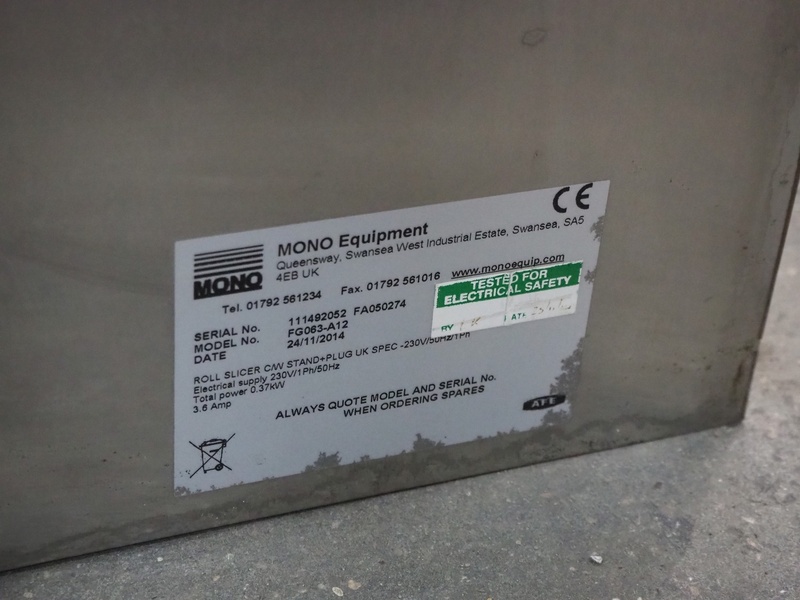 CE
MONO
MONO Equipment
Queensway, Swansea West Industrial Estate, Swansea, SA5
4EB UK
Tel. 01792 561234 Fax. 01792 561016 www.monoequip.com
SERIAL No. 111492052 FA050274
MODEL No. FG063-A12
DATE 24/11/2014
TESTED FOR
ELECTRICAL SAFETY
BY
ROLL SLICER C/W STAND+PLUG UK SPEC -230V/50Hz/1Ph
Electrical supply 230V/1Ph/50Hz
Total power 0.37kW
3.6 Amp
ALWAYS QUOTE MODEL AND SERIAL No.
WHEN ORDERING SPARES
AFE